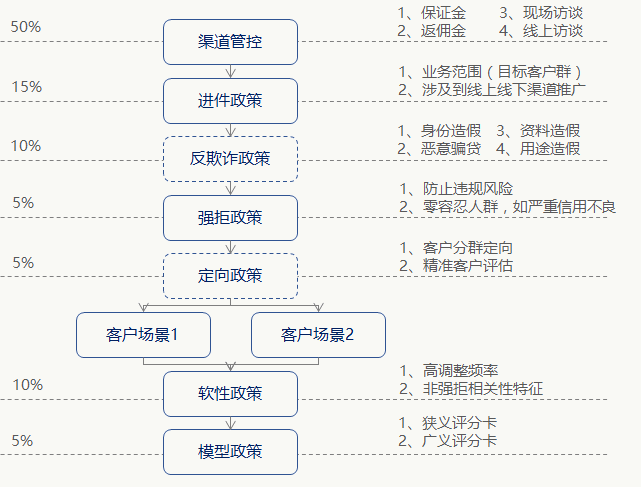 50%
渠道管控
1、保证金 3、现场访谈
2、返佣金 4、线上访谈
15%
进件政策
1、业务范围（目标客户群）
2、涉及到线上线下渠道推广
10%
反欺诈政策
1、身份造假 3、资料造假
2、恶意骗贷 4、用途造假
5%
强拒政策
1、防止违规风险
2、零容忍人群，如严重信用不良
5%
定向政策
1、客户分群定向
2、精准客户评估
客户场景1
客户场景2
10%
软性政策
1、高调整频率
2、非强拒相关性特征
5%
模型政策
1、狭义评分卡
2、广义评分卡